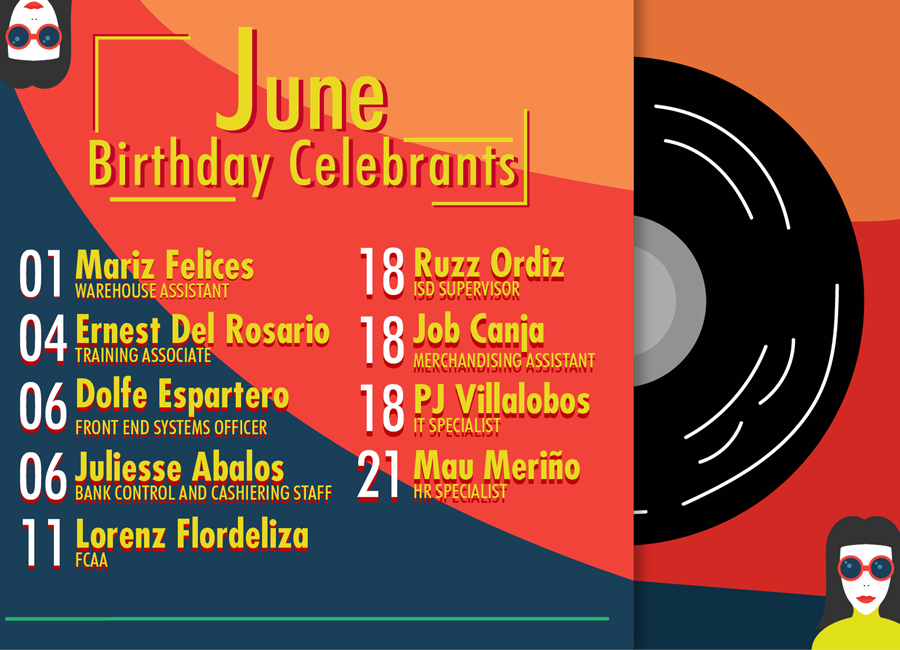 June
Birthday Celebrants
01 Mariz Felices
WAREHOUSE ASSISTANT
04 Ernest Del Rosario
TRAINING ASSOCIATE
06 Dolfe Espartero
FRONT END SYSTEMS OFFICER
06 Juliesse Abalos
BANK CONTROL AND CASHIERING STAFF
11 Lorenz Flordeliza
FCAA
18 Ruzz Ordiz
ISD SUPERVISOR
18 Job Canja
MERCHANDISING ASSISTANT
18 PJ Villalobos
IT SPECIALIST
21 Mau Meriño
HR SPECIALIST